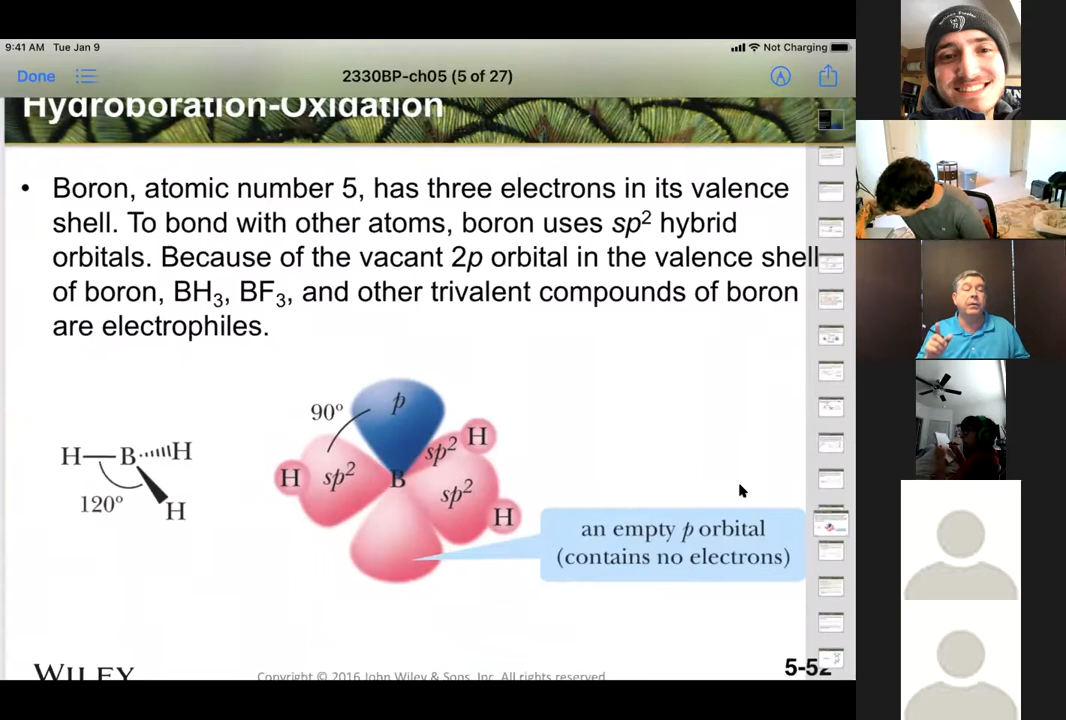 9:41 AM Tue Jan 9
Not Charging
Done
2330BP-ch05 (5 of 27)
Hydroboration-Oxidation
• Boron, atomic number 5, has three electrons in its valence
shell. To bond with other atoms, boron uses sp² hybrid
orbitals. Because of the vacant 2p orbital in the valence shell
of boron, BH₃, BF₃, and other trivalent compounds of boron
are electrophiles.
90º
p
H
sp²
H
sp²
B
sp²
H
H—B H
120º
H
an empty p orbital
(contains no electrons)
WILEY
Copyright © 2016 John Wiley & Sons, Inc. All rights reserved.
5-52